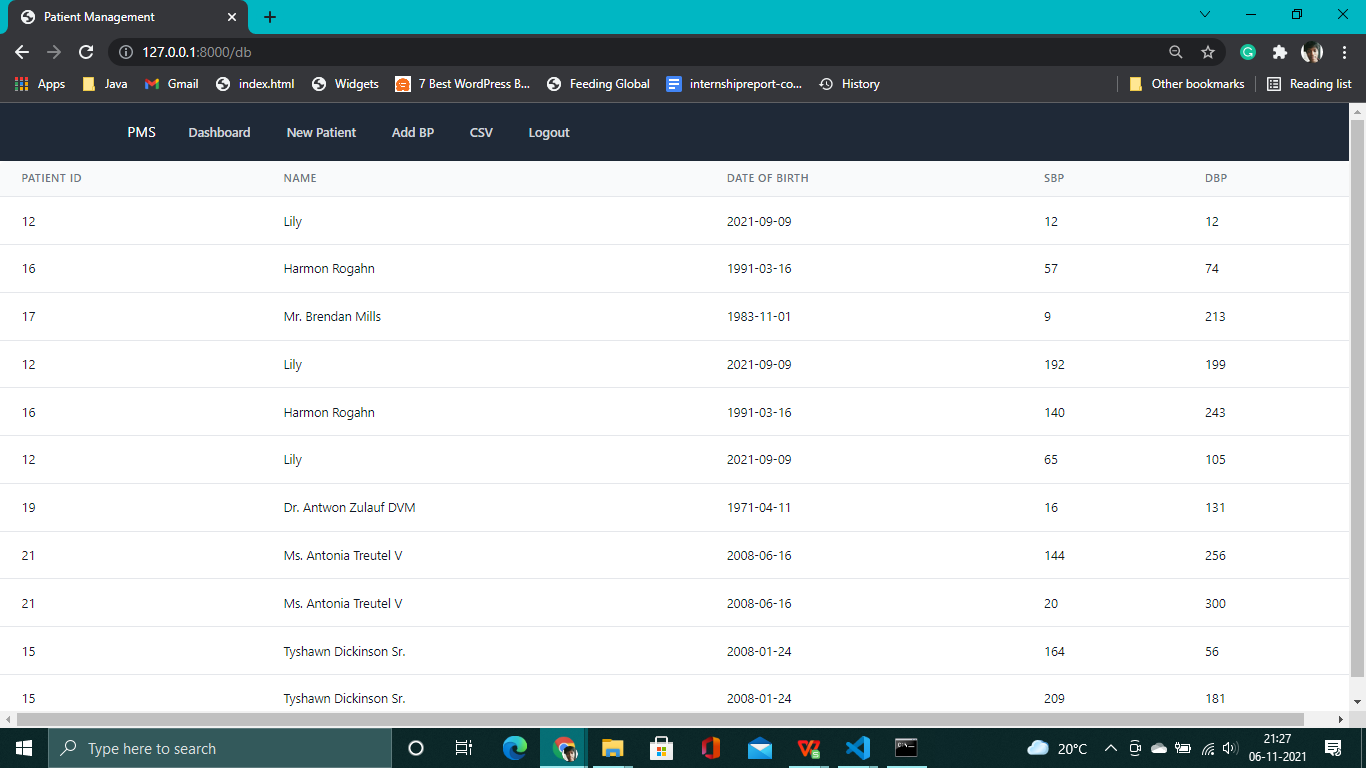 Patient Management
127.0.0.1:8000/db
Apps Java Gmail index.html Widgets 7 Best WordPress B... Feeding Global internshipreport-co... History Other bookmarks Reading list
PMS Dashboard New Patient Add BP CSV Logout
PATIENT ID NAME DATE OF BIRTH SBP DBP
12 Lily 2021-09-09 12 12
16 Harmon Rogahn 1991-03-16 57 74
17 Mr. Brendan Mills 1983-11-01 9 213
12 Lily 2021-09-09 192 199
16 Harmon Rogahn 1991-03-16 140 243
12 Lily 2021-09-09 65 105
19 Dr. Antwon Zulauf DVM 1971-04-11 16 131
21 Ms. Antonia Treutel V 2008-06-16 144 256
21 Ms. Antonia Treutel V 2008-06-16 20 300
15 Tyshawn Dickinson Sr. 2008-01-24 164 56
15 Tyshawn Dickinson Sr. 2008-01-24 209 181
Type here to search 20°C 21:27
06-11-2021